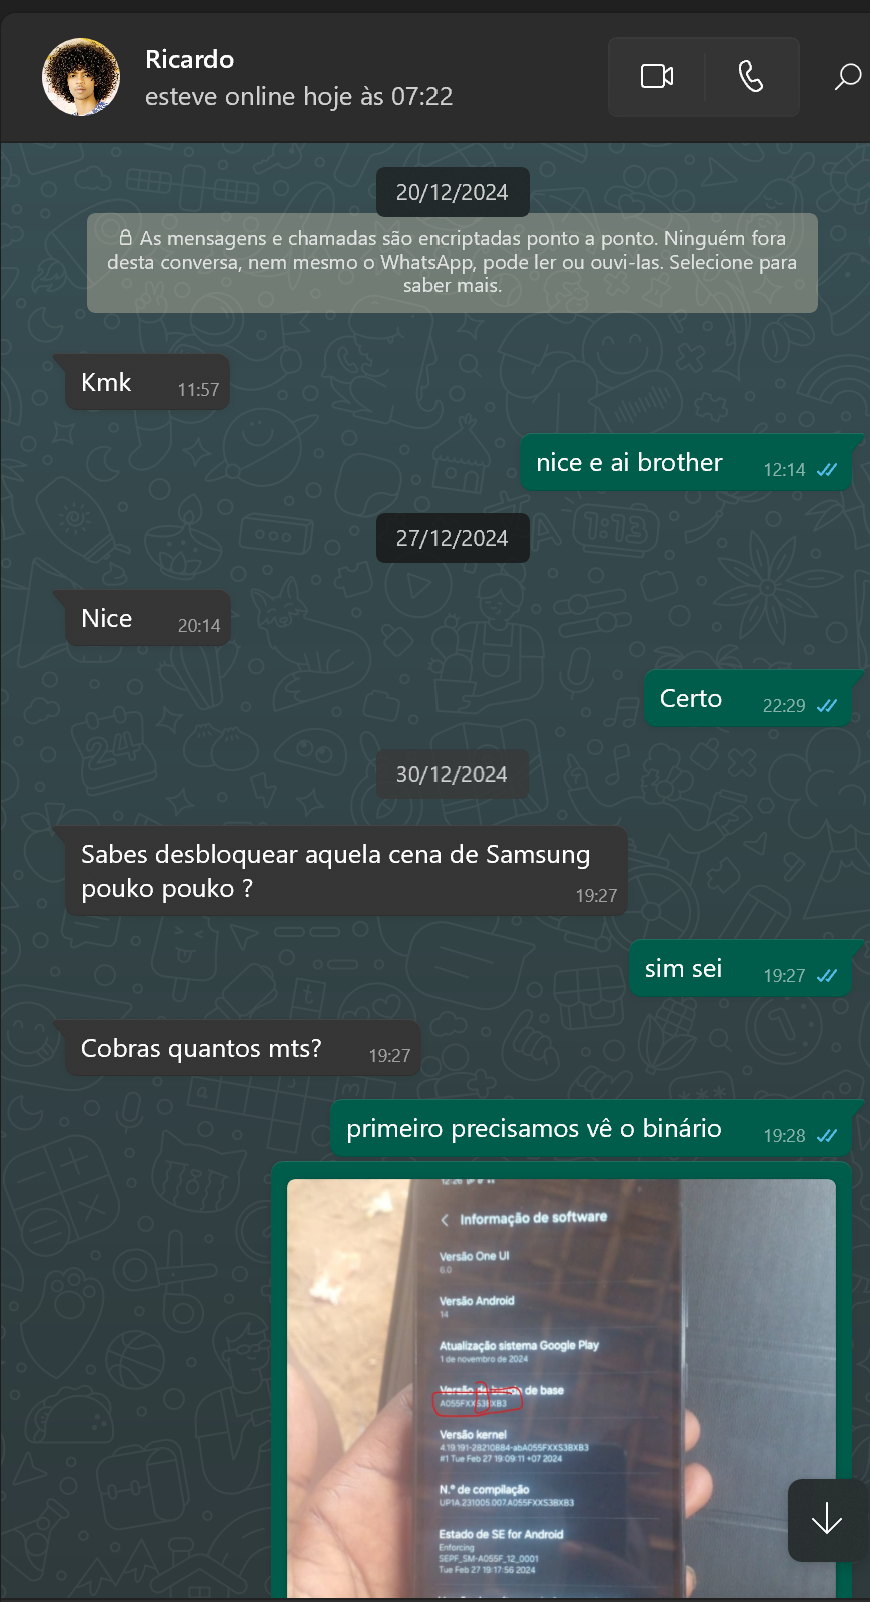 Ricardo
esteve online hoje às 07:22
20/12/2024
As mensagens e chamadas são encriptadas ponto a ponto. Ninguém fora
desta conversa, nem mesmo o WhatsApp, pode ler ou ouvi-las. Selecione para
saber mais.
Kmk 11:57
nice e ai brother 12:14
27/12/2024
Nice 20:14
Certo 22:29
30/12/2024
Sabes desbloquear aquela cena de Samsung
pouko pouko ? 19:27
sim sei 19:27
Cobras quantos mts? 19:27
primeiro precisamos vê o binário 19:28
Informação de software
Versão One UI
6.0
Versão Android
14
Atualização sistema Google Play
1 de novembro de 2024
Versão de banda de base
A055FXXS3BXB3
Versão kernel
4.19.191-28210884-abA055FXXS3BXB3
#1 Tue Feb 27 19:09:11 +07 2024
N.° de compilação
UP1A.231005.007.A055FXXS3BXB3
Estado de SE for Android
Enforcing
SEPF_SM-A055F_12_0001
Tue Feb 27 19:17:56 2024